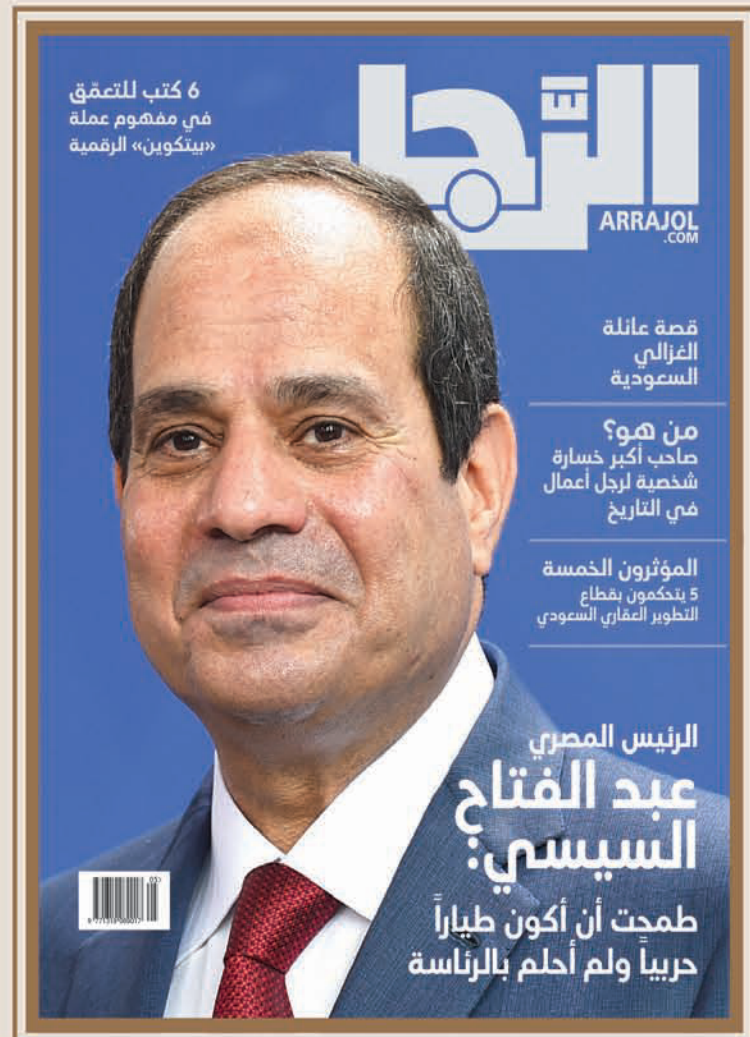 6 كتب للتعمّق
في مفهوم عملة
«بيتكوين» الرقمية
الرَّجل
ARRAJOL
.COM
قصة عائلة
الغزالي
السعودية
من هو؟
صاحب أكبر خسارة
شخصية لرجل أعمال
في التاريخ
المؤثرون الخمسة
5 يتحكمون بقطاع
التطوير العقاري السعودي
الرئيس المصري
عبد الفتاح
السيسي:
طمحت أن أكون طياراً
حربياً ولم أحلم بالرئاسة